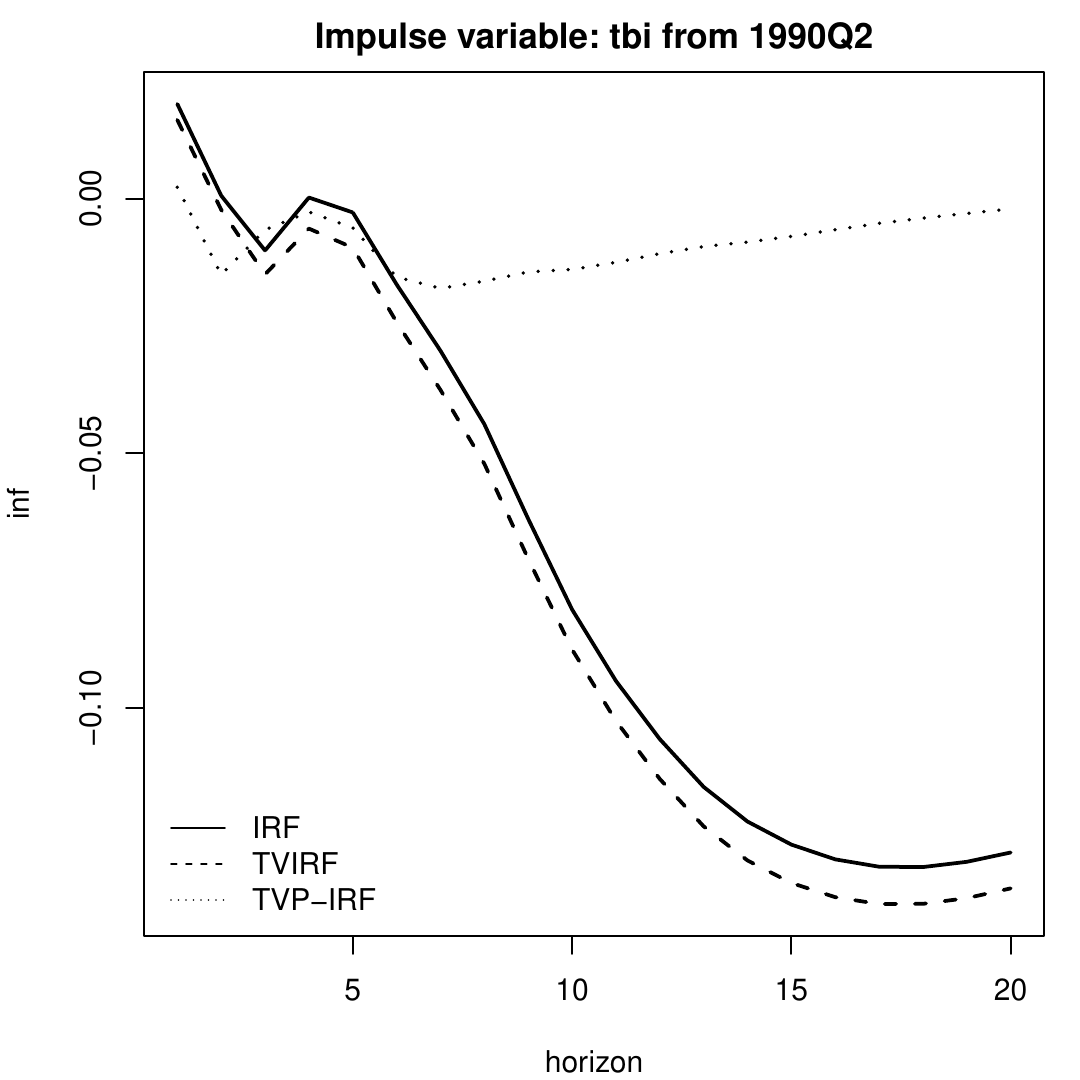 Impulse variable: tbi from 1990Q2
inf
0.00
−0.05
−0.10
IRF
TVIRF
TVP−IRF
5 10 15 20
horizon